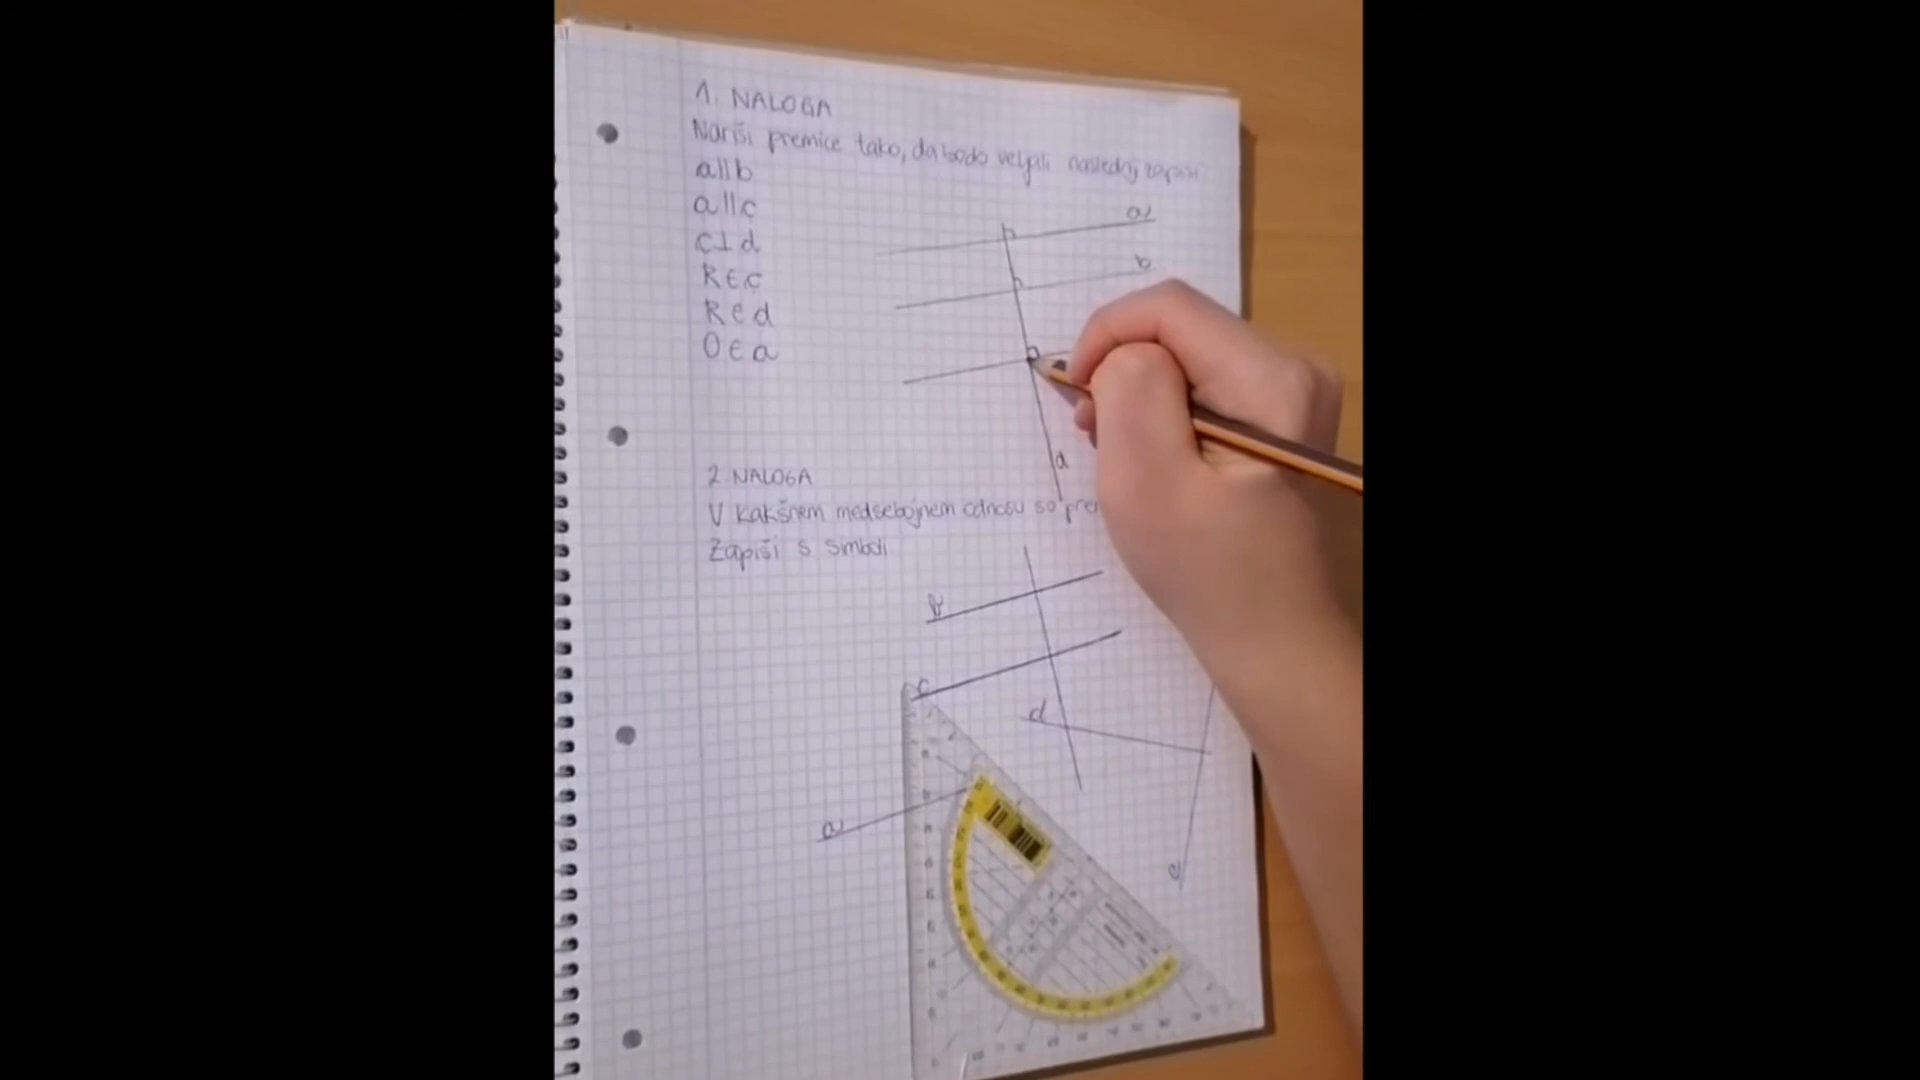 1. NALOGA
Nariši premice tako, da bodo veljali naslednji zapisi
a||b
a||c
c⊥d
R∈c
R∈d
O∈a
a
b
d
2. NALOGA
V kakšnem medsebojnem odnosu so
Zapiši s simboli
b
c
d
a
e